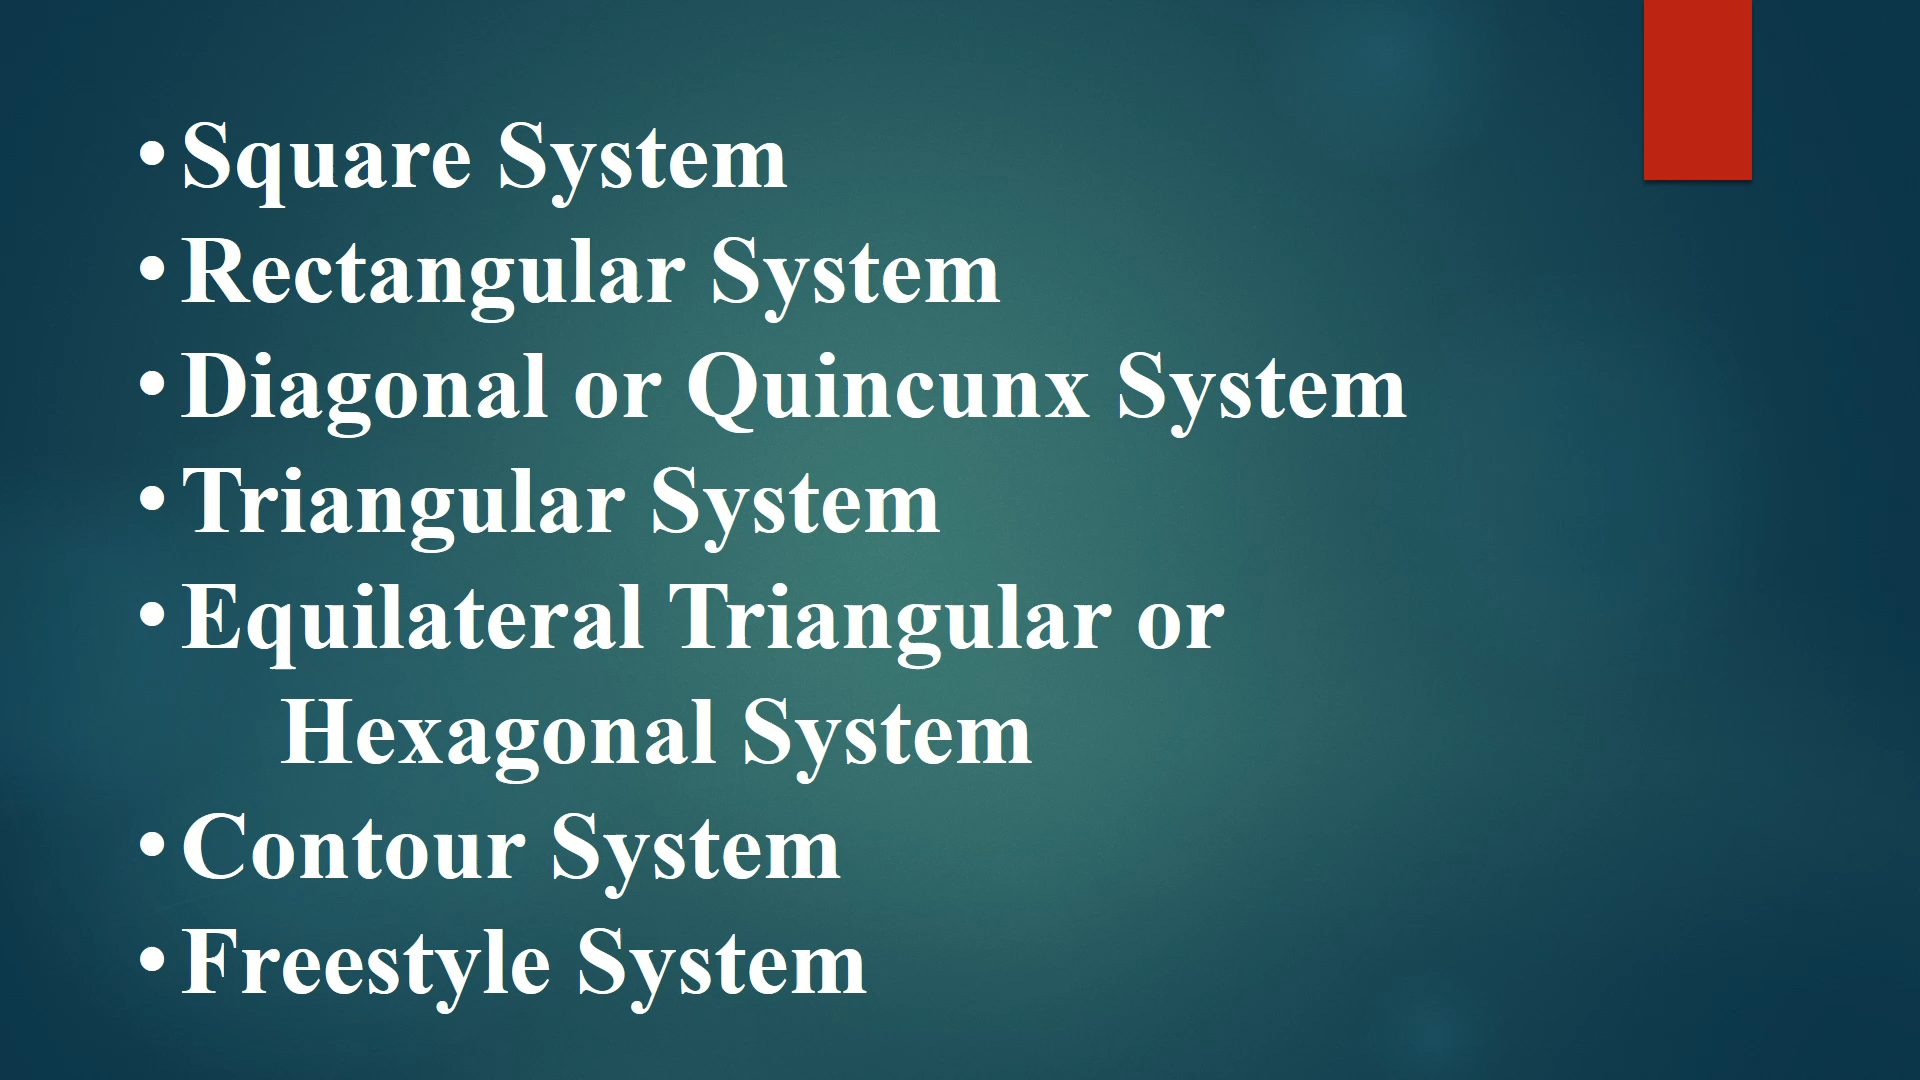 • Square System
• Rectangular System
• Diagonal or Quincunx System
• Triangular System
• Equilateral Triangular or
Hexagonal System
• Contour System
• Freestyle System